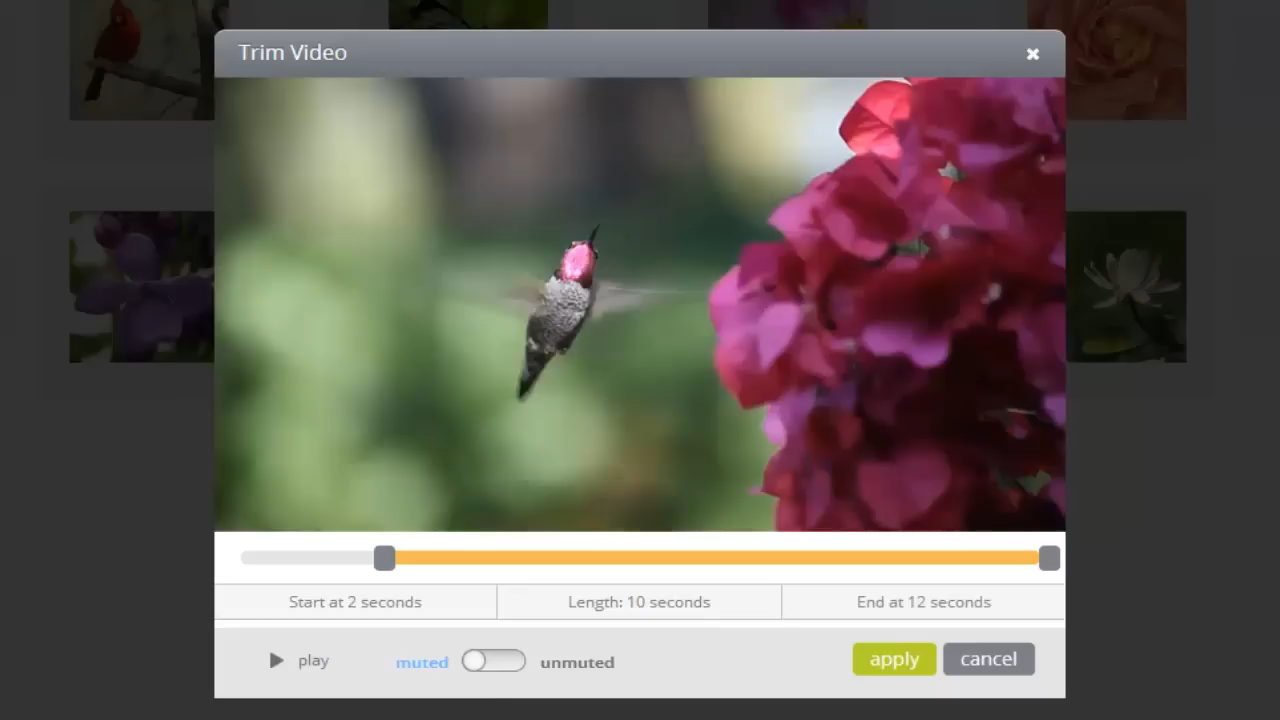 Trim Video
Start at 2 seconds
Length: 10 seconds
End at 12 seconds
play
muted
unmuted
apply
cancel